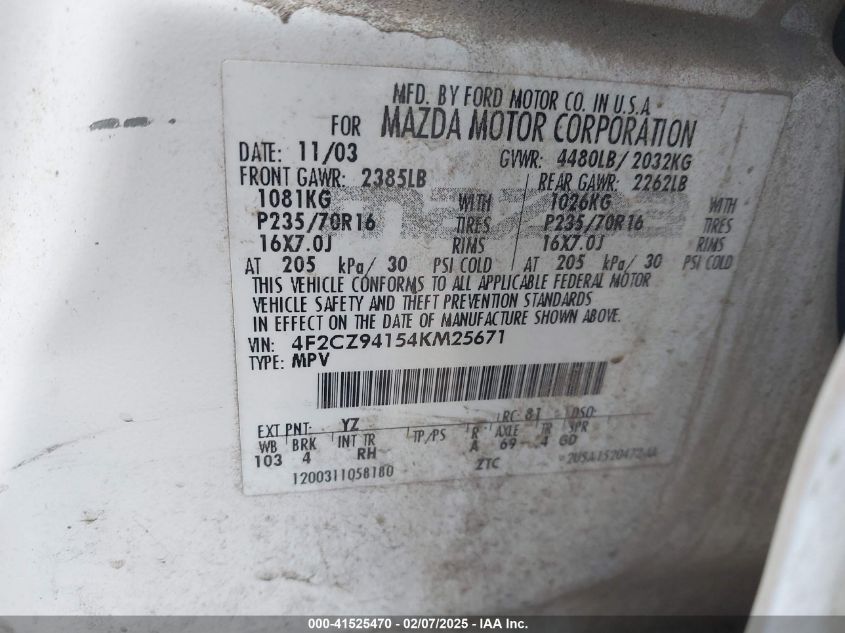 MFD. BY FORD MOTOR CO. IN U.S.A
FOR MAZDA MOTOR CORPORATION
DATE: 11/03 GVWR: 4480LB/ 2032KG
FRONT GAWR: 2385LB REAR GAWR: 2262LB
1081KG WITH 1026KG WITH
P235/70R16 TIRES P235/70R16 TIRES
16X7.0J RIMS 16X7.0J RIMS
AT 205 kPa/ 30 PSI COLD AT 205 kPa/ 30 PSI COLD
THIS VEHICLE CONFORMS TO ALL APPLICABLE FEDERAL MOTOR
VEHICLE SAFETY AND THEFT PREVENTION STANDARDS
IN EFFECT ON THE DATE OF MANUFACTURE SHOWN ABOVE.
VIN: 4F2CZ94154KM25671
TYPE: MPV
EXT PNT: YZ RC: 81 DSO:
WB BRK INT TR TP/PS R AXLE TR SPR
103 4 RH A 69 4 GD
1200311058180 ZTC
000-41525470 — 02/07/2025 — IAAI Inc.